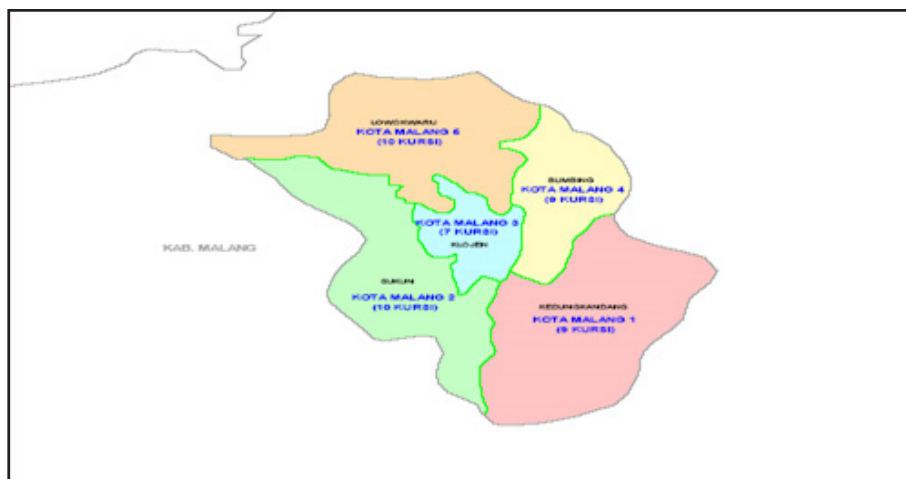 LOWOKWARU
KOTA MALANG 5
(10 KURSI)
BLIMBING
KOTA MALANG 4
(9 KURSI)
KOTA MALANG 3
(7 KURSI)
KLOJEN
KAB. MALANG
SUKUN
KOTA MALANG 2
(10 KURSI)
KEDUNGKANDANG
KOTA MALANG 1
(9 KURSI)